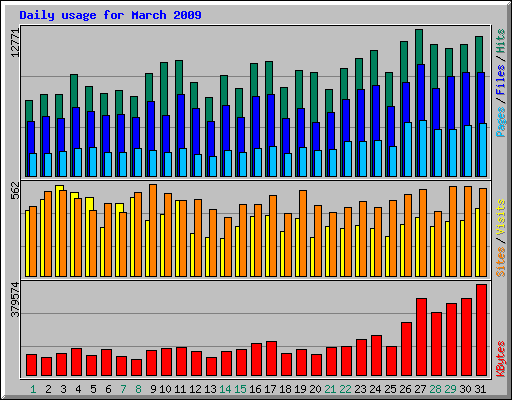 Daily usage for March 2009
12771
Pages / Files / Hits
562
Sites / Visits
379574
KBytes
1 2 3 4 5 6 7 8 9 10 11 12 13 14 15 16 17 18 19 20 21 22 23 24 25 26 27 28 29 30 31